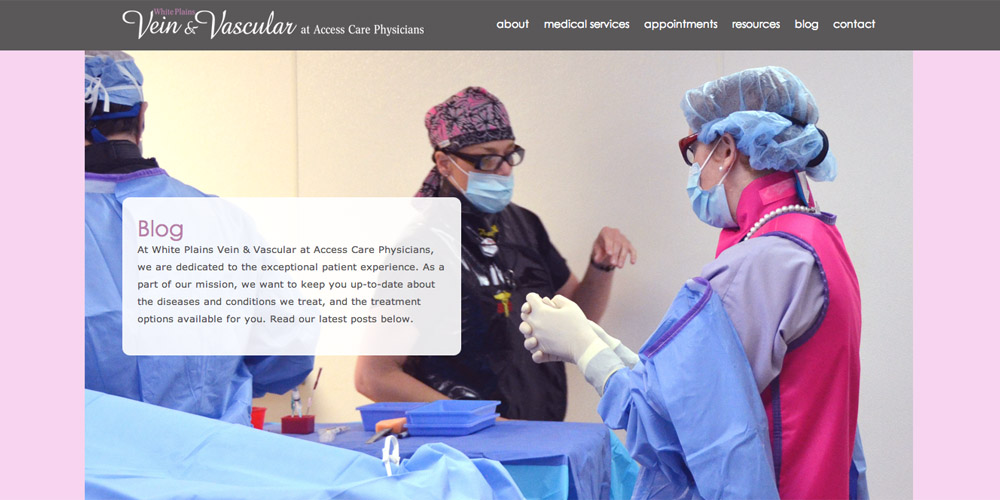 White Plains
Vein & Vascular at Access Care Physicians
about medical services appointments resources blog contact
Blog
At White Plains Vein & Vascular at Access Care Physicians,
we are dedicated to the exceptional patient experience. As a
part of our mission, we want to keep you up-to-date about
the diseases and conditions we treat, and the treatment
options available for you. Read our latest posts below.